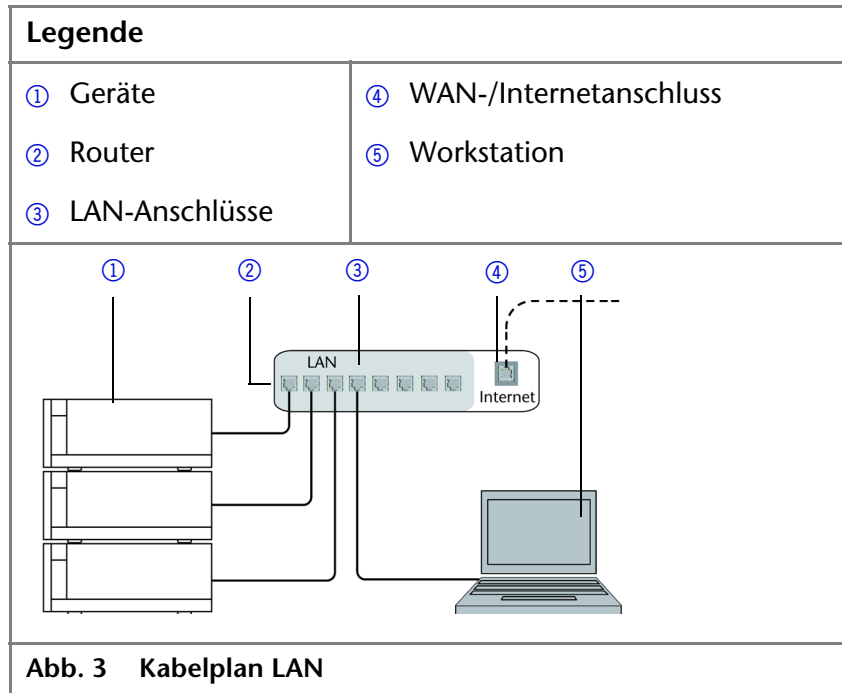 Legende
① Geräte
④ WAN-/Internetanschluss
② Router
⑤ Workstation
③ LAN-Anschlüsse
① ② ③ ④ ⑤
LAN
Internet
Abb. 3 Kabelplan LAN